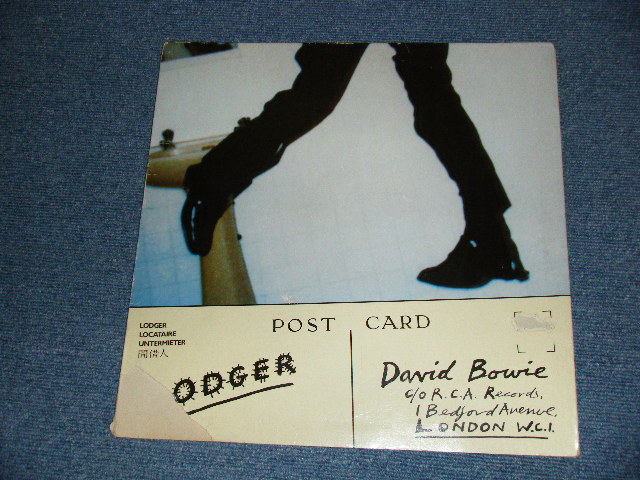 LODGER
LOCATAIRE
UNTERMIETER
間借人
POST CARD
ODGER
David Bowie
c/o R.C.A. Records,
1 Bedford Avenue,
LONDON W.C.1.